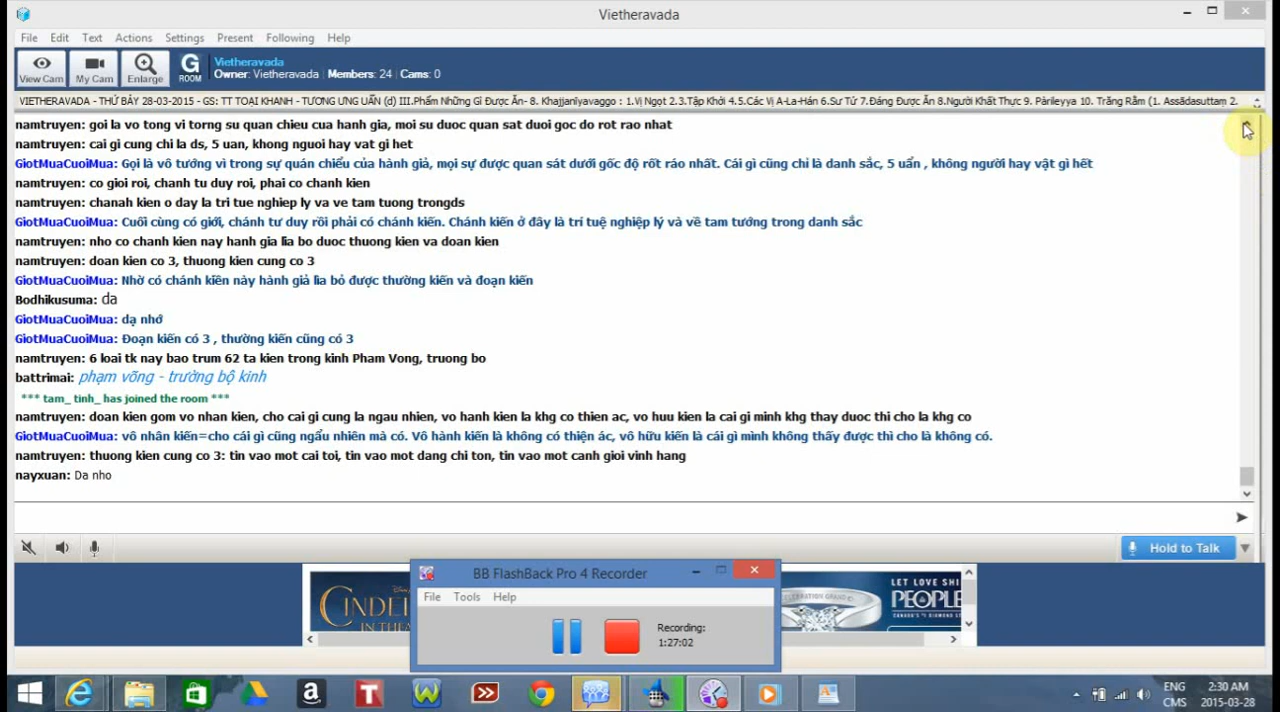 Vietheravada
File Edit Text Actions Settings Present Following Help
View Cam My Cam Enlarge G ROOM Vietheravada
Owner: Vietheravada Members: 24 Cams: 0
VIETHERAVADA - THỨ BẢY 28-03-2015 - GS: TT TOẠI KHANH - TƯƠNG ƯNG UẨN (d) III.Phẩm Những Gì Được Ăn- 8. Khajjanīyavaggo : 1.Vị Ngọt 2.3.Tập Khởi 4.5.Các Vị A-La-Hán 6.Sư Tử 7.Đáng Được Ăn 8.Người Khất Thực 9. Pārileyya 10. Trăng Rằm (1. Assādasuttaṃ 2.
namtruyen: goi la vo tong vi torng su quan chieu cua hanh gia, moi su duoc quan sat duoi goc do rot rao nhat
namtruyen: cai gi cung chi la ds, 5 uan, khong nguoi hay vat gi het
GiotMuaCuoiMua: Gọi là vô tướng vì trong sự quán chiếu của hành giả, mọi sự được quan sát dưới gốc độ rốt ráo nhất. Cái gì cũng chỉ là danh sắc, 5 uẩn , không người hay vật gì hết
namtruyen: co gioi roi, chanh tu duy roi, phai co chanh kien
namtruyen: chanah kien o day la tri tue nghiep ly va ve tam tuong trongds
GiotMuaCuoiMua: Cuối cùng có giới, chánh tư duy rồi phải có chánh kiến. Chánh kiến ở đây là trí tuệ nghiệp lý và về tam tướng trong danh sắc
namtruyen: nho co chanh kien nay hanh gia lia bo duoc thuong kien va doan kien
namtruyen: doan kien co 3, thuong kien cung co 3
GiotMuaCuoiMua: Nhờ có chánh kiến này hành giả lìa bỏ được thường kiến và đoạn kiến
Bodhikusuma: da
GiotMuaCuoiMua: dạ nhớ
GiotMuaCuoiMua: Đoạn kiến có 3 , thường kiến cũng có 3
namtruyen: 6 loai tk nay bao trum 62 ta kien trong kinh Pham Vong, truong bo
battrimai: phạm võng - trường bộ kinh
*** tam_ tinh_ has joined the room ***
namtruyen: doan kien gom vo nhan kien, cho cai gi cung la ngau nhien, vo hanh kien la khg co thien ac, vo huu kien la cai gi minh khg thay duoc thi cho la khg co
GiotMuaCuoiMua: vô nhân kiến=cho cái gì cũng ngẩu nhiên mà có. Vô hành kiến là không có thiện ác, vô hữu kiến là cái gì mình không thấy được thì cho là không có.
namtruyen: thuong kien cung co 3: tin vao mot cai toi, tin vao mot dang chi ton, tin vao mot canh gioi vinh hang
nayxuan: Da nho
Hold to Talk
BB FlashBack Pro 4 Recorder
File Tools Help
Recording:
1:27:02
CINDE
IN THEA
LET LOVE SHI
PEOPLE
ENG 2:30 AM
CMS 2015-03-28